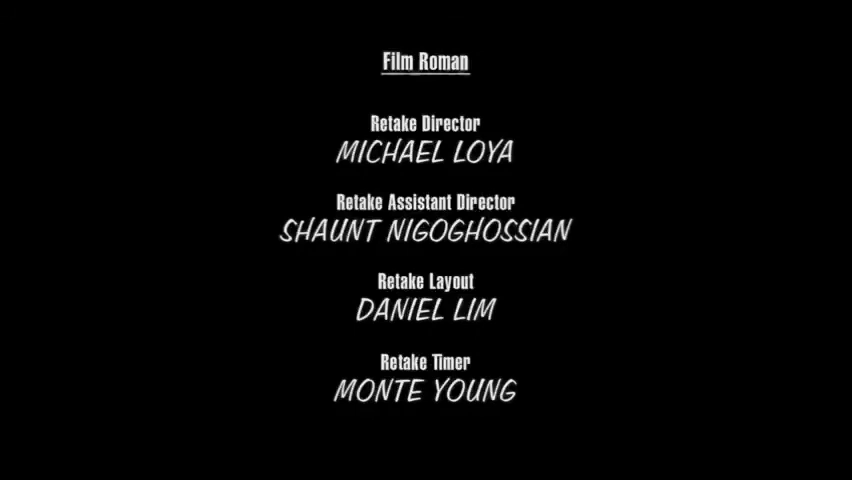 Film Roman
Retake Director
MICHAEL LOYA
Retake Assistant Director
SHAUNT NIGOGHOSSIAN
Retake Layout
DANIEL LIM
Retake Timer
MONTE YOUNG